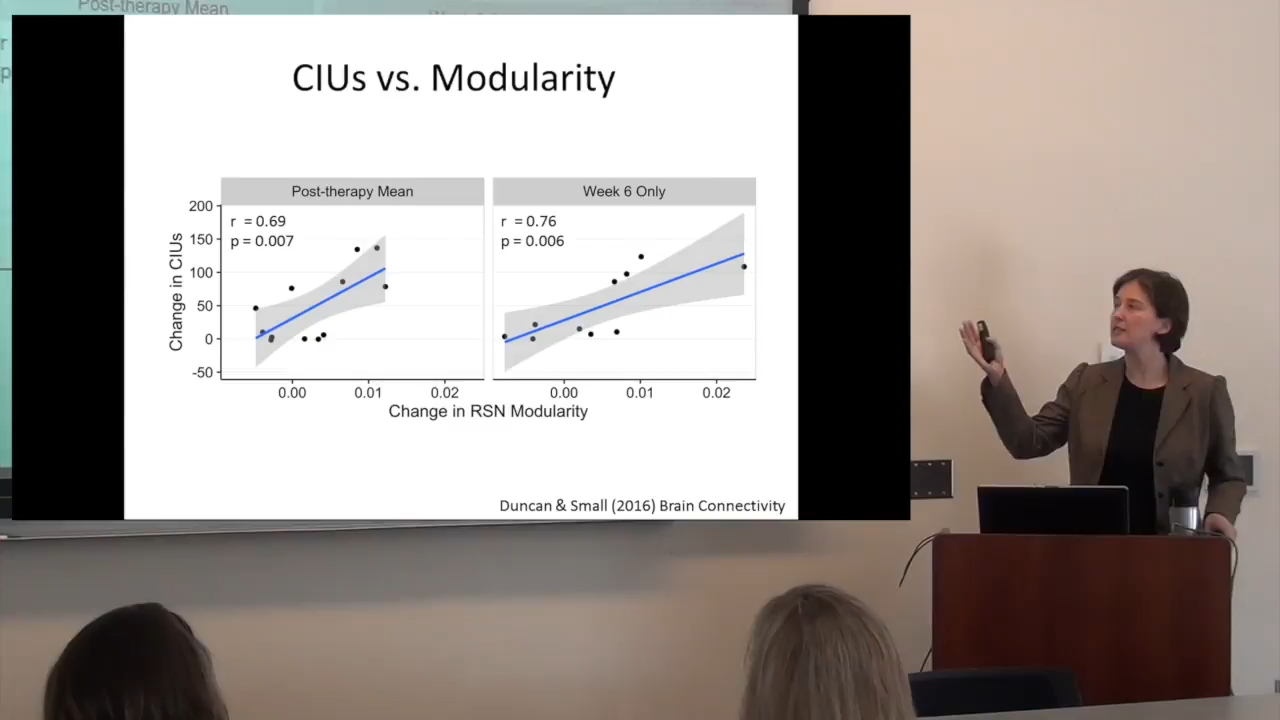 Post-therapy Mean
CIUs vs. Modularity
Post-therapy Mean
Week 6 Only
Change in CIUs
200
150
100
50
0
-50
r = 0.69
p = 0.007
r = 0.76
p = 0.006
0.00
0.01
0.02
0.00
0.01
0.02
Change in RSN Modularity
Duncan & Small (2016) Brain Connectivity
r
p